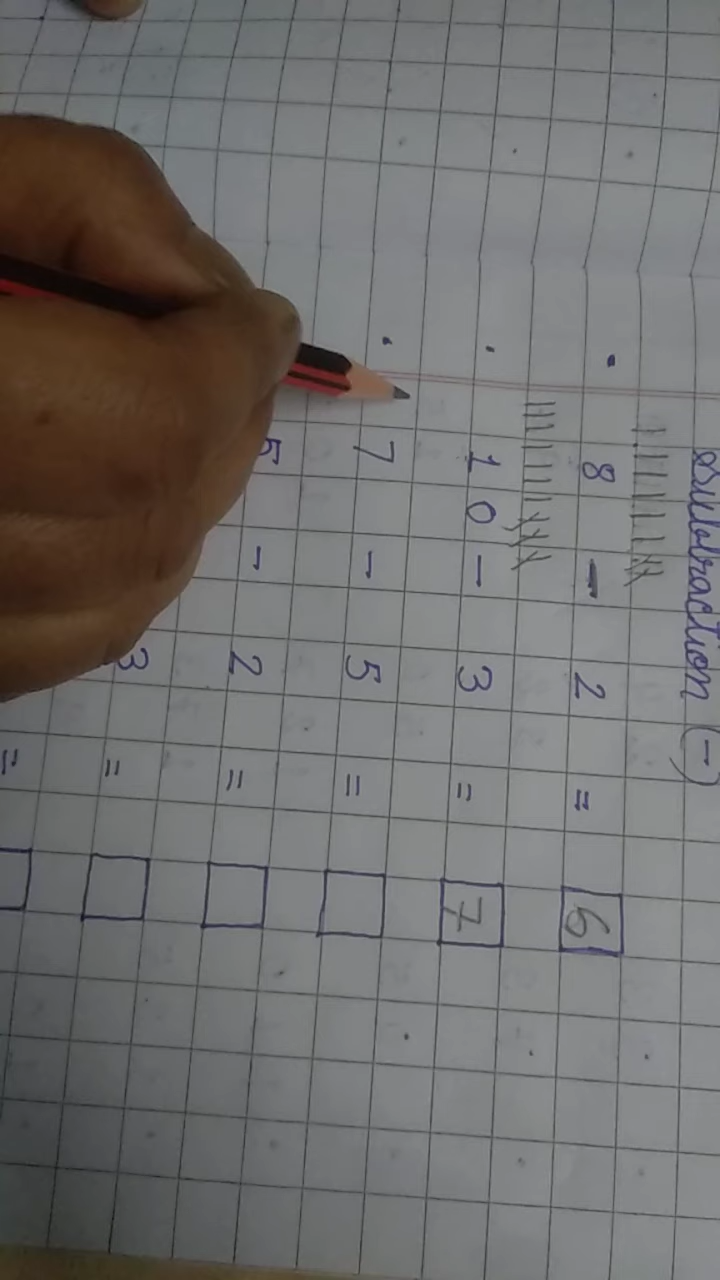 Subtraction (-)
8 - 2 = 6
10 - 3 = 7
7 - 5 =
5 - 2 =
3 =
=